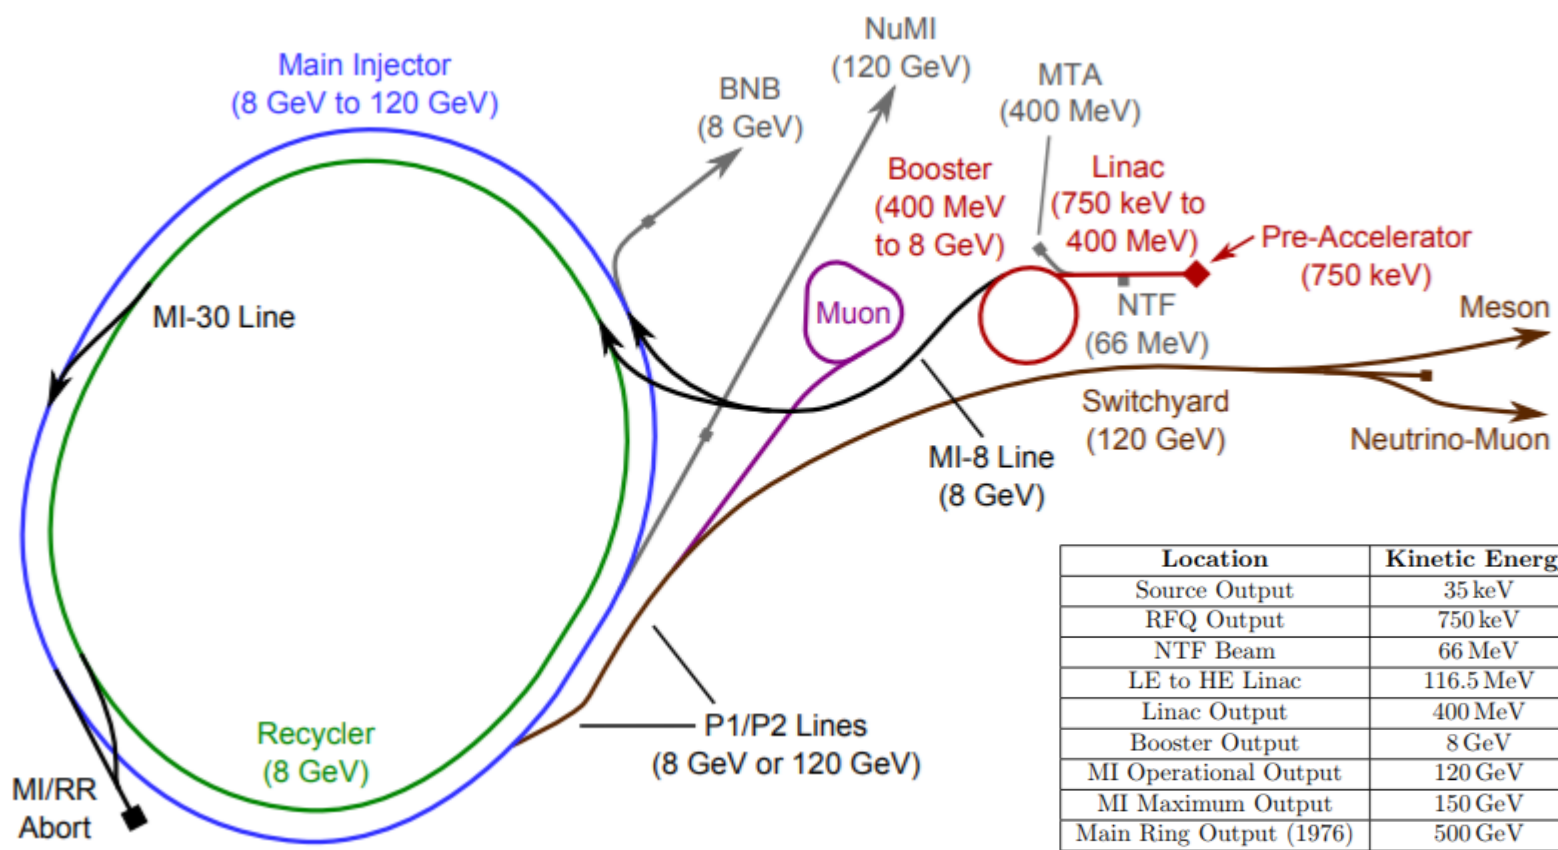 Main Injector
(8 GeV to 120 GeV)
BNB
(8 GeV)
NuMI
(120 GeV)
MTA
(400 MeV)
Booster
(400 MeV
to 8 GeV)
Linac
(750 keV to
400 MeV)
Pre-Accelerator
(750 keV)
MI-30 Line
Muon
NTF
(66 MeV)
Meson
Switchyard
(120 GeV)
Neutrino-Muon
MI-8 Line
(8 GeV)
P1/P2 Lines
(8 GeV or 120 GeV)
Recycler
(8 GeV)
MI/RR
Abort
Location Kinetic Energ
Source Output 35 keV
RFQ Output 750 keV
NTF Beam 66 MeV
LE to HE Linac 116.5 MeV
Linac Output 400 MeV
Booster Output 8 GeV
MI Operational Output 120 GeV
MI Maximum Output 150 GeV
Main Ring Output (1976) 500 GeV